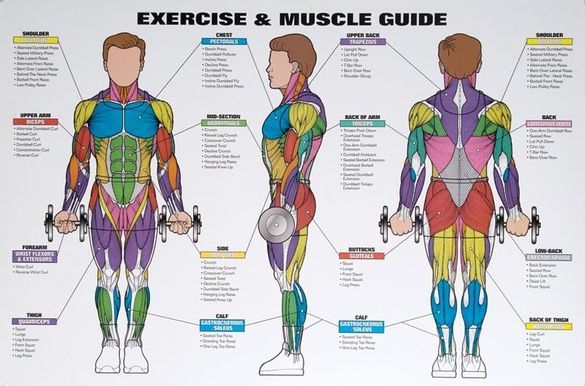 EXERCISE & MUSCLE GUIDE
SHOULDER
DELTOIDS
• Alternate Dumbbell Press
• Seated Military Press
• Side Lateral Raise
• Alternate Front Raise
• Bent Over Lateral Raise
• Behind The Neck Press
• Barbell Front Raise
• Low Pulley Raise
UPPER ARM
BICEPS
• Alternate Dumbbell Curl
• Barbell Curl
• Preacher Curl
• Dumbbell Curl
• Concentration Curl
• Reverse Curl
FOREARM
WRIST FLEXORS
& EXTENSORS
• Wrist Curl
• Reverse Wrist Curl
THIGH
QUADRICEPS
• Squat
• Lunge
• Leg Extension
• Front Squat
• Hack Squat
• Leg Press
CHEST
PECTORALS
• Bench Press
• Dumbbell Pullover
• Incline Press
• Decline Press
• Dumbbell Fly
• Incline Dumbbell Fly
• Incline Dumbbell Press
MID-SECTION
ABDOMINALS
• Crunch
• Raised Leg Crunch
• Crossover Crunch
• Seated Twist
• Decline Crunch
• Dumbbell Side Bend
• Hanging Leg Raise
• Seated Knee-Up
SIDE
• Crunch
• Raised Leg Crunch
• Crossover Crunch
• Seated Twist
• Decline Crunch
• Dumbbell Side Bend
• Hanging Leg Raise
• Seated Knee-Up
CALF
GASTROCNEMIUS
SOLEUS
• Seated Toe Raise
• Standing Toe Raise
• One Leg Toe Raise
UPPER BACK
TRAPEZIUS
• Upright Row
• Lat Pull Down
• Chin Up
• T Bar Row
• Bent-Over Row
• Shoulder Shrug
BACK OF ARM
TRICEPS
• Triceps Push Down
• Overhead Dumbbell
Extension
• One-Arm Dumbbell
Extension
• Dumbbell Kickback
• Seated Barbell Extension
• Overhead Barbell
Extension
• Seated Dumbbell
Extension
• Dumbbell Triceps
Extension
BUTTOCKS
GLUTEALS
• Squat
• Lunge
• Front Squat
• Hack Squat
• Leg Press
CALF
GASTROCNEMIUS
SOLEUS
• Seated Toe Raise
• Standing Toe Raise
• One Leg Toe Raise
SHOULDER
DELTOIDS
• Alternate Dumbbell Press
• Seated Military Press
• Side Lateral Raise
• Alternate Front Raise
• Bent Over Lateral Raise
• Behind The Neck Press
• Barbell Front Raise
• Low Pulley Raise
BACK
LATISSIMUS DORSI
• One-Arm Dumbbell Row
• Seated Row
• Lat Pull Down
• Chin Up
• T Bar Row
• Bent-Over Row
LOW-BACK
ERECTOR SPINAE
• Back Extension
• Seated Row
• Bent Over Row
• Dead Lift
• Front Squat
BACK OF THIGH
HAMSTRINGS
• Leg Curl
• Squat
• Lunge
• Front Squat
• Hack Squat
• Leg Press